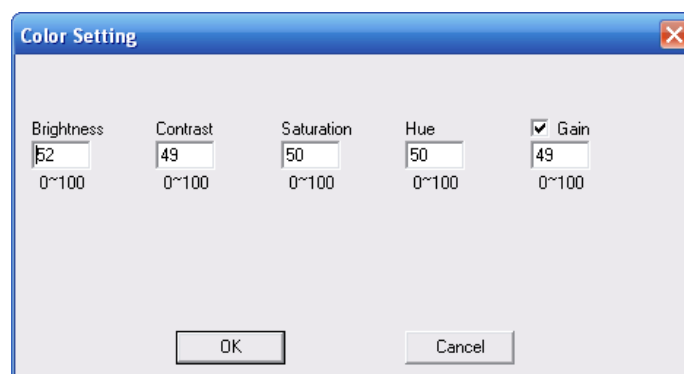 Color Setting
Brightness Contrast Saturation Hue Gain
52 49 50 50 49
0~100 0~100 0~100 0~100 0~100
OK Cancel